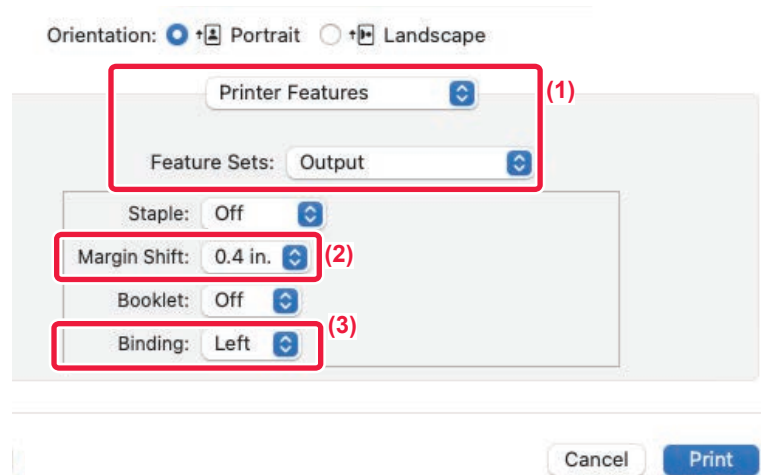 Orientation: Portrait Landscape
Printer Features (1)
Feature Sets: Output
Staple: Off
Margin Shift: 0.4 in. (2)
Booklet: Off
(3)
Binding: Left
Cancel Print